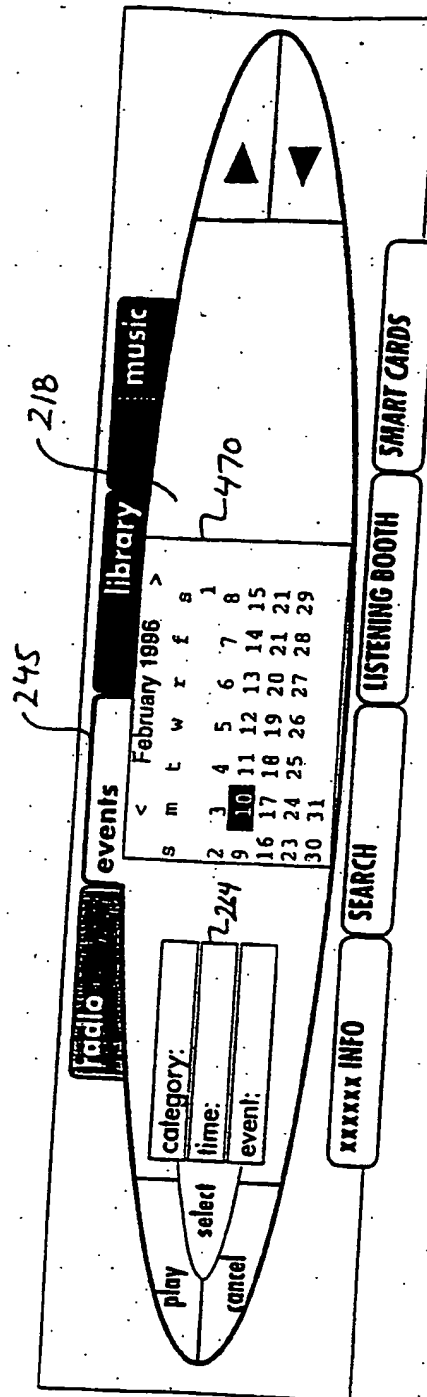 245
218
radio events library music
< February 1996 >
s m t w r f s
1
2 3 4 5 6 7 8
9 10 11 12 13 14 15
16 17 18 19 20 21 21
23 24 25 26 27 28 29
30 31
470
play
select
cancel
category:
time:
event:
xxxxxx INFO
SEARCH
LISTENING BOOTH
SMART CARDS